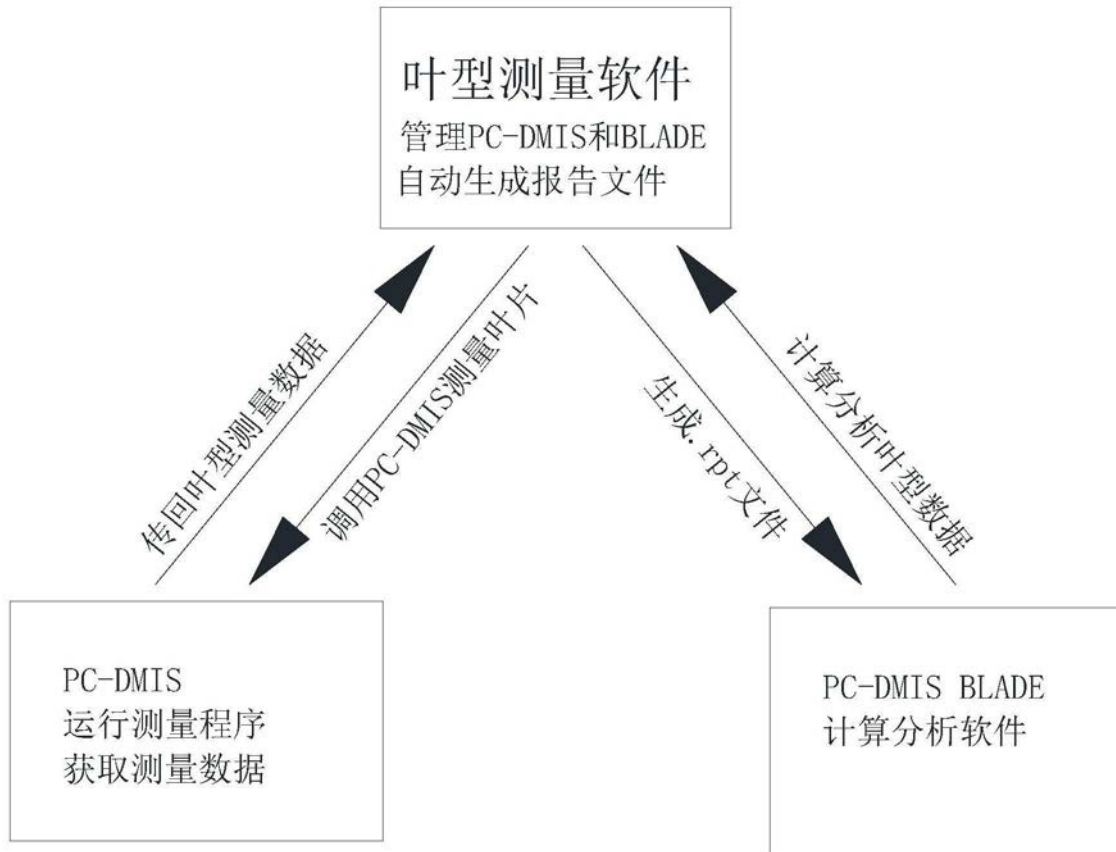 叶型测量软件
管理PC-DMIS和BLADE
自动生成报告文件
传回叶型测量数据
调用PC-DMIS测量叶片
生成.rpt文件
计算分析叶型数据
PC-DMIS
运行测量程序
获取测量数据
PC-DMIS BLADE
计算分析软件